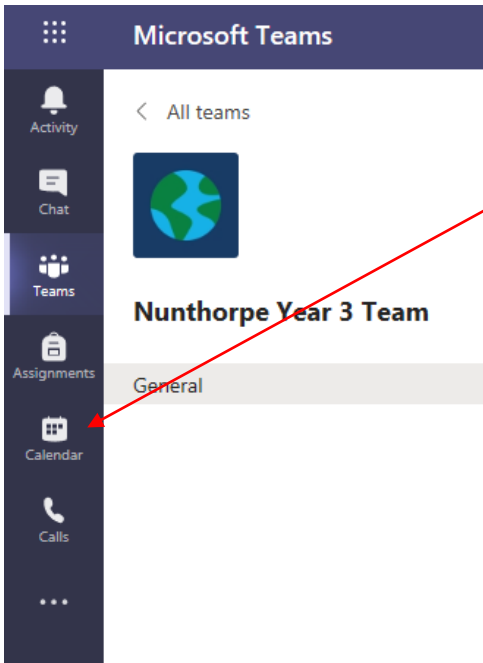 Microsoft Teams
Activity
Chat
Teams
Assignments
Calendar
Calls
< All teams
Nunthorpe Year 3 Team
General